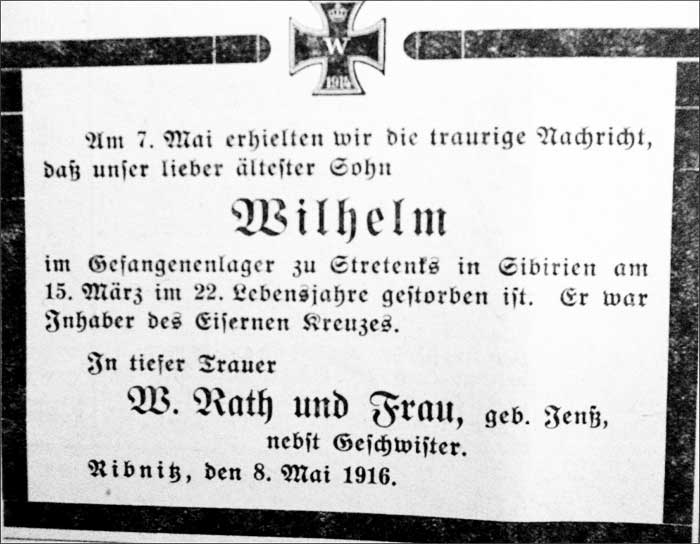 W
1914
Am 7. Mai erhielten wir die traurige Nachricht,
daß unser lieber ältester Sohn
Wilhelm
im Gefangenenlager zu Stretensk in Sibirien am
15. März im 22. Lebensjahre gestorben ist. Er war
Inhaber des Eisernen Kreuzes.
In tiefer Trauer
W. Rath und Frau, geb. Jenß,
nebst Geschwister.
Ribnitz, den 8. Mai 1916.